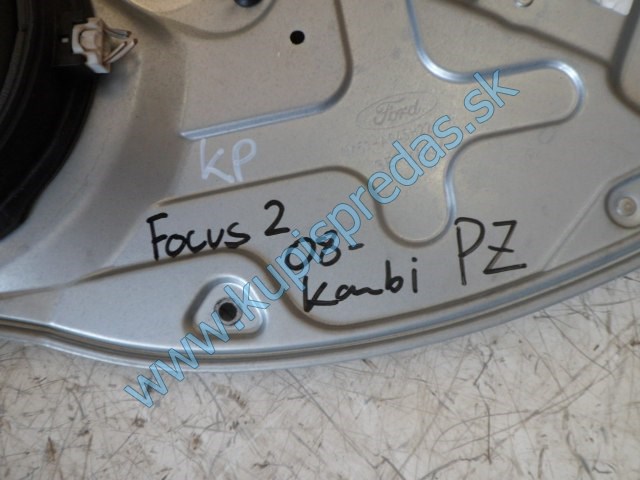 Ford
KP
Focus 2
08-
Kombi
PZ
www.kupispredas.sk